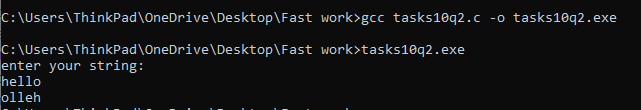 C:\Users\ThinkPad\OneDrive\Desktop\Fast work>gcc tasks10q2.c -o tasks10q2.exe
C:\Users\ThinkPad\OneDrive\Desktop\Fast work>tasks10q2.exe
enter your string:
hello
olleh